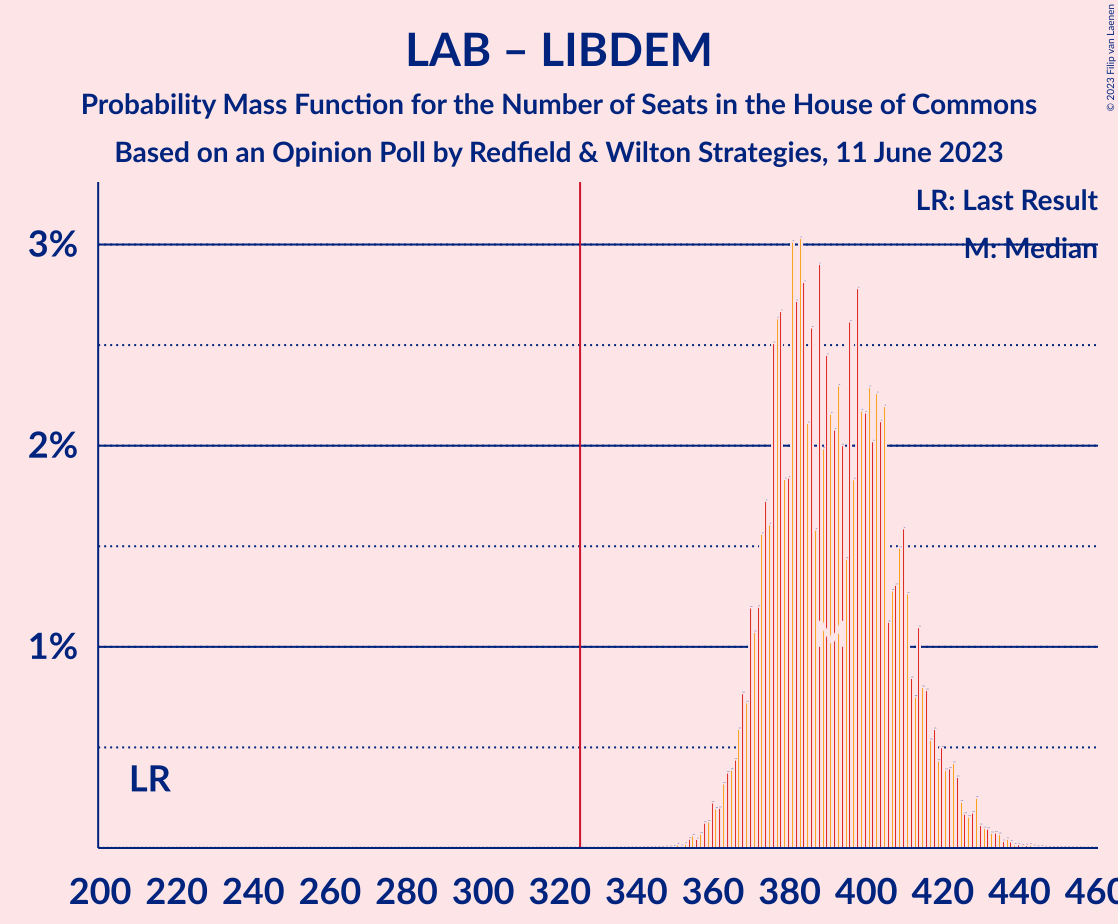 LAB – LIBDEM
Probability Mass Function for the Number of Seats in the House of Commons
Based on an Opinion Poll by Redfield & Wilton Strategies, 11 June 2023
© 2023 Filip van Laenen
LR: Last Result
M: Median
3%
2%
1%
M
LR
200 220 240 260 280 300 320 340 360 380 400 420 440 460